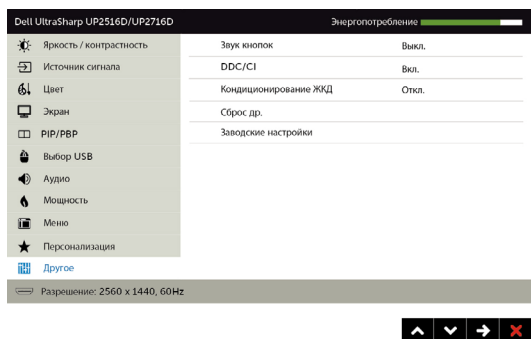 Dell UltraSharp UP2516D/UP2716D
Энергопотребление
Яркость / контрастность
Источник сигнала
Цвет
Экран
PIP/PBP
Выбор USB
Аудио
Мощность
Меню
Персонализация
Другое
Звук кнопок Выкл.
DDC/CI Вкл.
Кондиционирование ЖКД Откл.
Сброс др.
Заводские настройки
Разрешение: 2560 x 1440, 60Hz